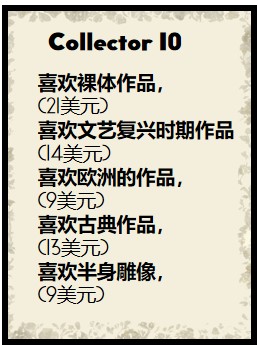 Collector 10
喜欢裸体作品，
(21美元)
喜欢文艺复兴时期作品
(14美元)
喜欢欧洲的作品，
(9美元)
喜欢古典作品，
(13美元)
喜欢半身雕像，
(9美元)